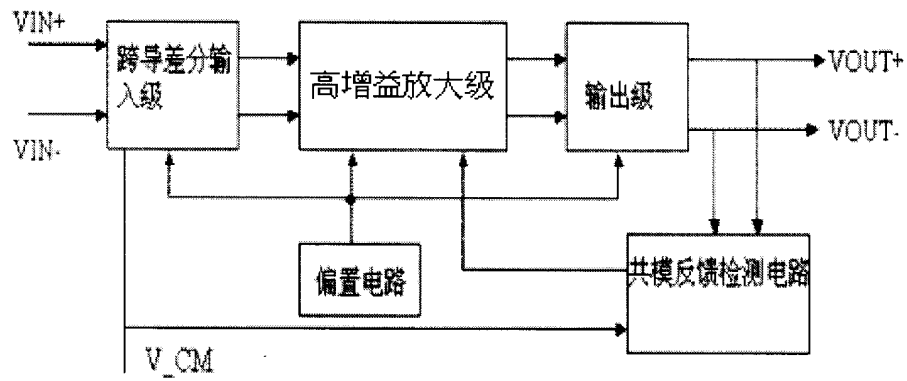 VIN+
跨导差分输
入级
高增益放大级
输出级
VOUT+
VOUT-
VIN-
偏置电路
共模反馈检测电路
V_CM